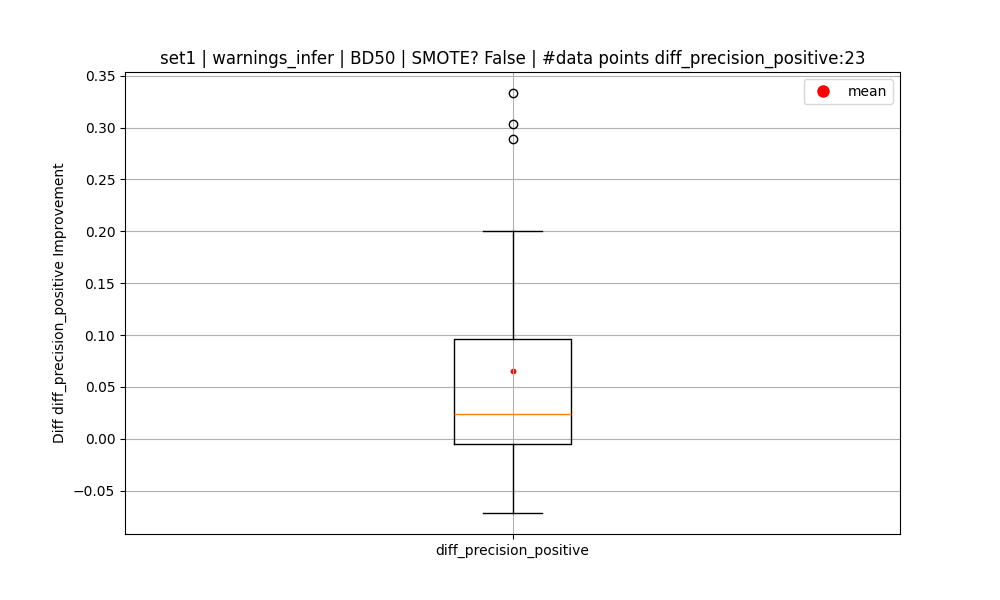 set1 | warnings_infer | BD50 | SMOTE? False | #data points diff_precision_positive:23
mean
Diff diff_precision_positive Improvement
0.35
0.30
0.25
0.20
0.15
0.10
0.05
0.00
−0.05
diff_precision_positive